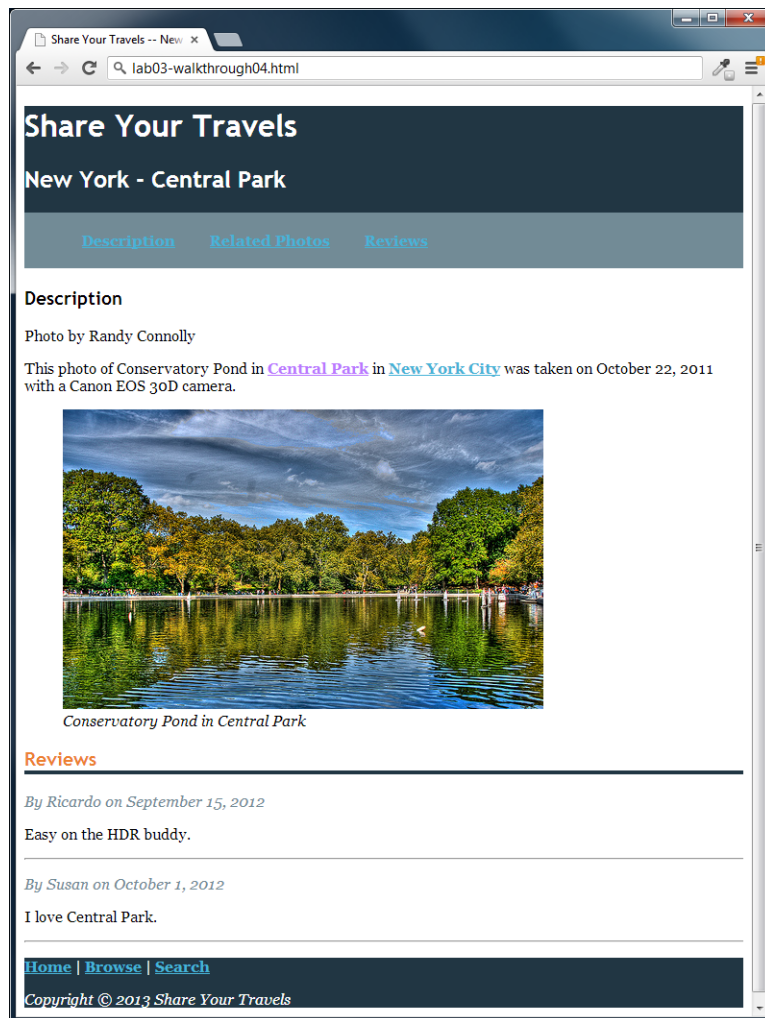 Share Your Travels -- New
lab03-walkthrough04.html
Share Your Travels
New York - Central Park
Description Related Photos Reviews
Description
Photo by Randy Connolly
This photo of Conservatory Pond in Central Park in New York City was taken on October 22, 2011
with a Canon EOS 30D camera.
Conservatory Pond in Central Park
Reviews
By Ricardo on September 15, 2012
Easy on the HDR buddy.
By Susan on October 1, 2012
I love Central Park.
Home | Browse | Search
Copyright © 2013 Share Your Travels